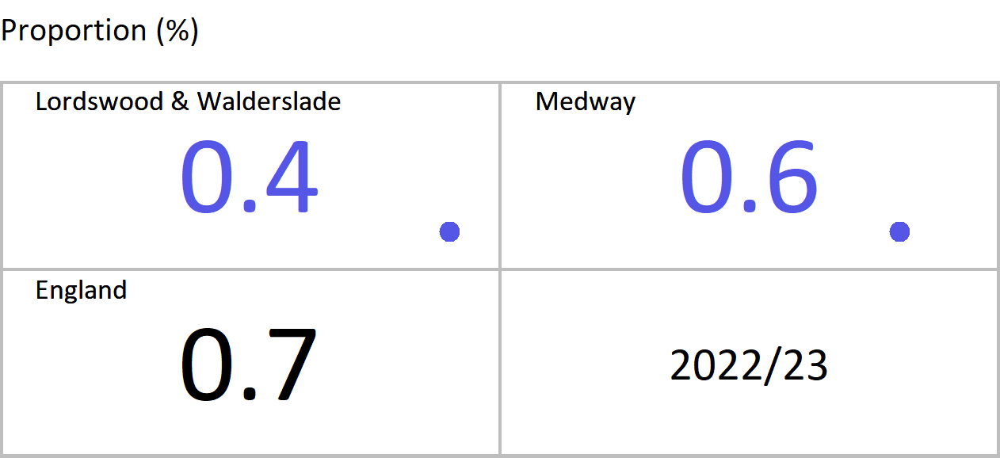 Proportion (%)
Lordswood & Walderslade
0.4
Medway
0.6
England
0.7
2022/23